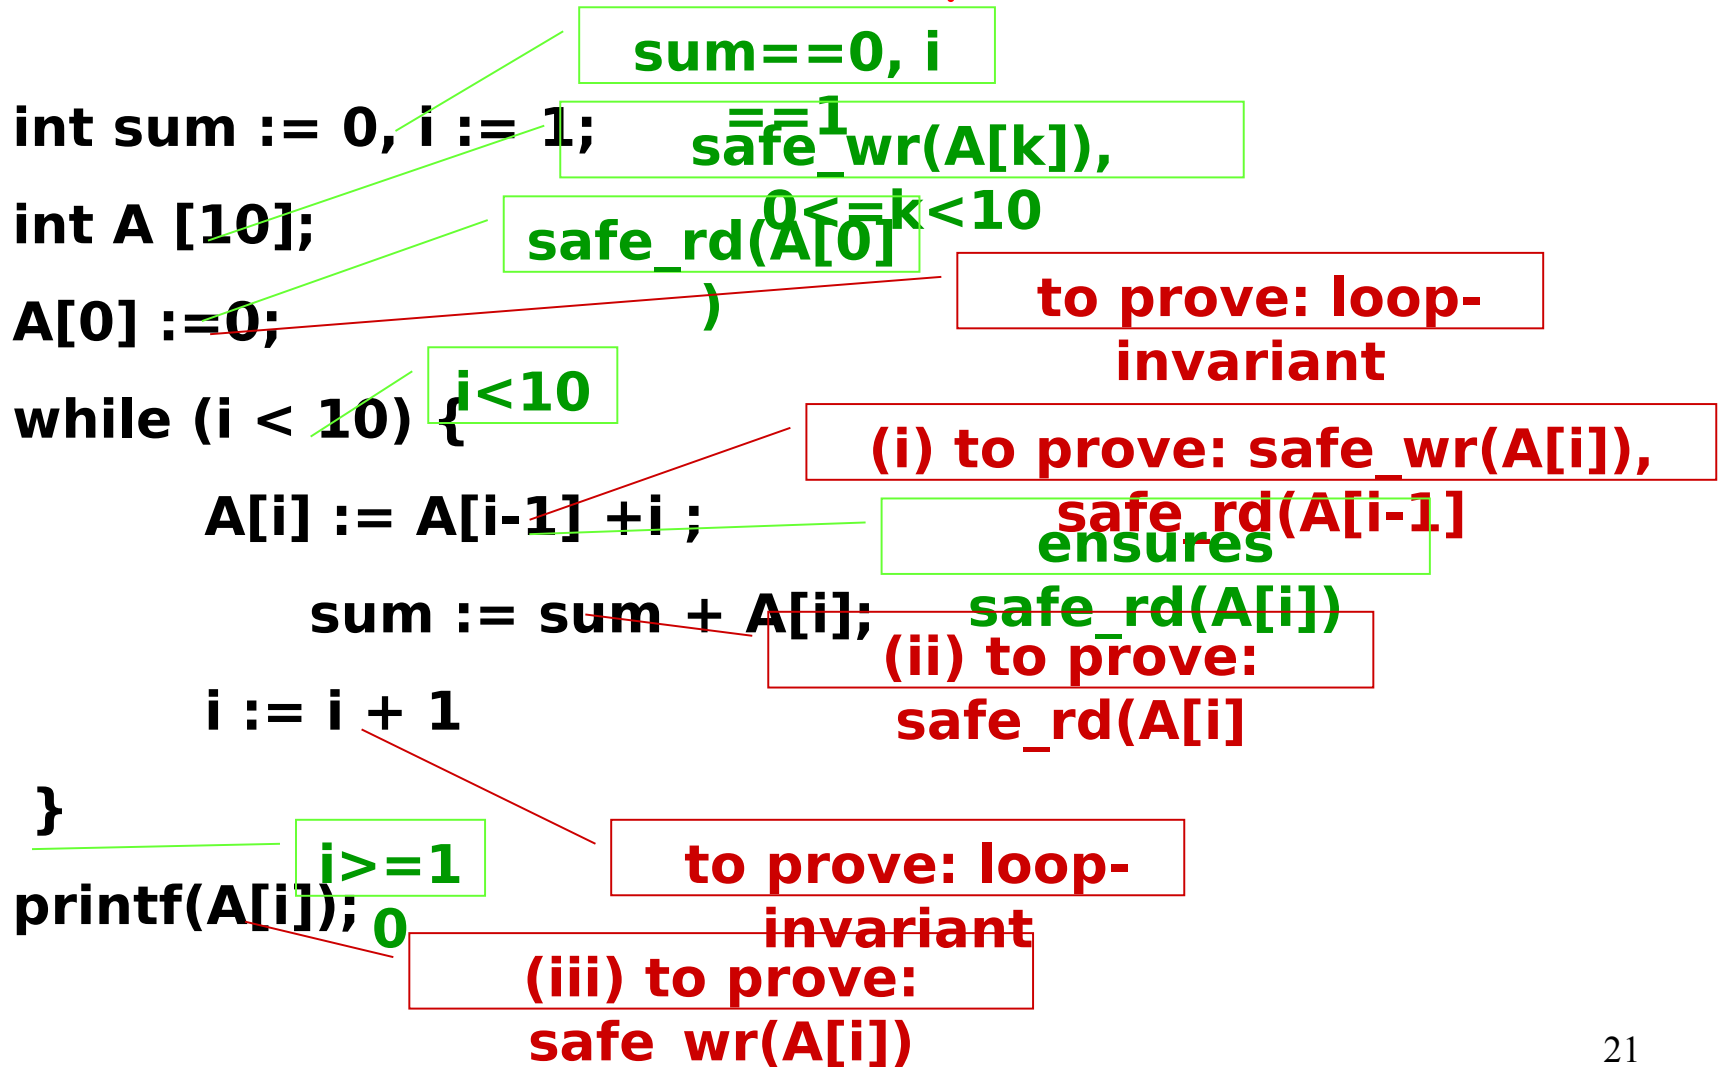 sum==0, i
==1
int sum := 0, i := 1;
safe_wr(A[k]),
0<=k<10
int A [10];
safe_rd(A[0]
)
A[0] :=0;
to prove: loop-
invariant
while (i < 10) {
i<10
(i) to prove: safe_wr(A[i]),
safe_rd(A[i-1]
A[i] := A[i-1] +i ;
ensures
safe_rd(A[i])
sum := sum + A[i];
(ii) to prove:
safe_rd(A[i]
i := i + 1
}
i>=1
0
to prove: loop-
invariant
printf(A[i]);
(iii) to prove:
safe_wr(A[i])
21